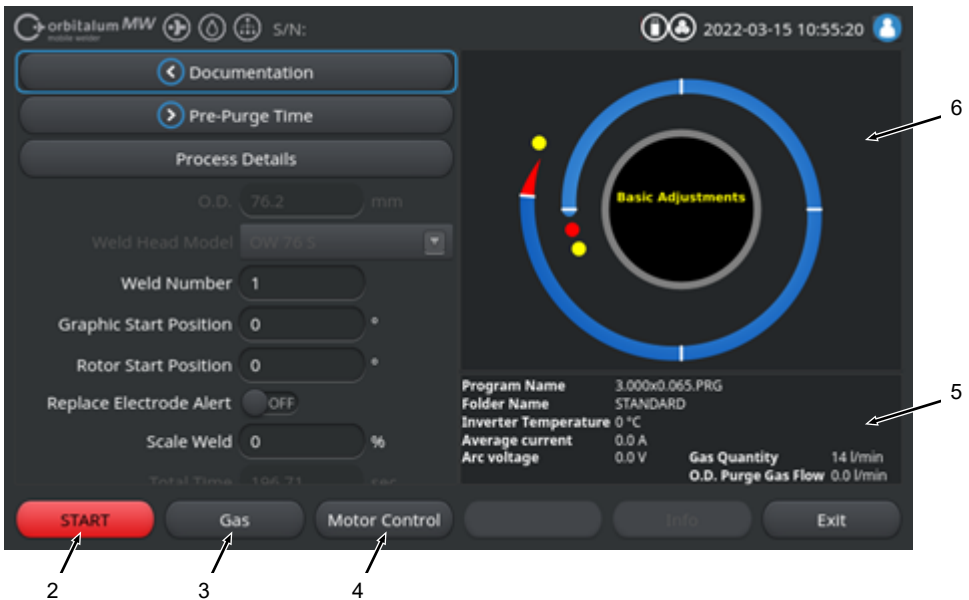 orbitalum MW
mobile welder
S/N:
2022-03-15 10:55:20
Documentation
Pre-Purge Time
Process Details
O.D. 76.2 mm
Weld Head Model OW 76 S
Weld Number 1
Graphic Start Position 0 °
Rotor Start Position 0 °
Replace Electrode Alert OFF
Scale Weld 0 %
Total Time 196.71 sec
Basic Adjustments
6
Program Name 3.000x0.065.PRG
Folder Name STANDARD
Inverter Temperature 0 °C
Average current 0.0 A
Arc voltage 0.0 V Gas Quantity 14 l/min
O.D. Purge Gas Flow 0.0 l/min
5
START Gas Motor Control Info Exit
2 3 4